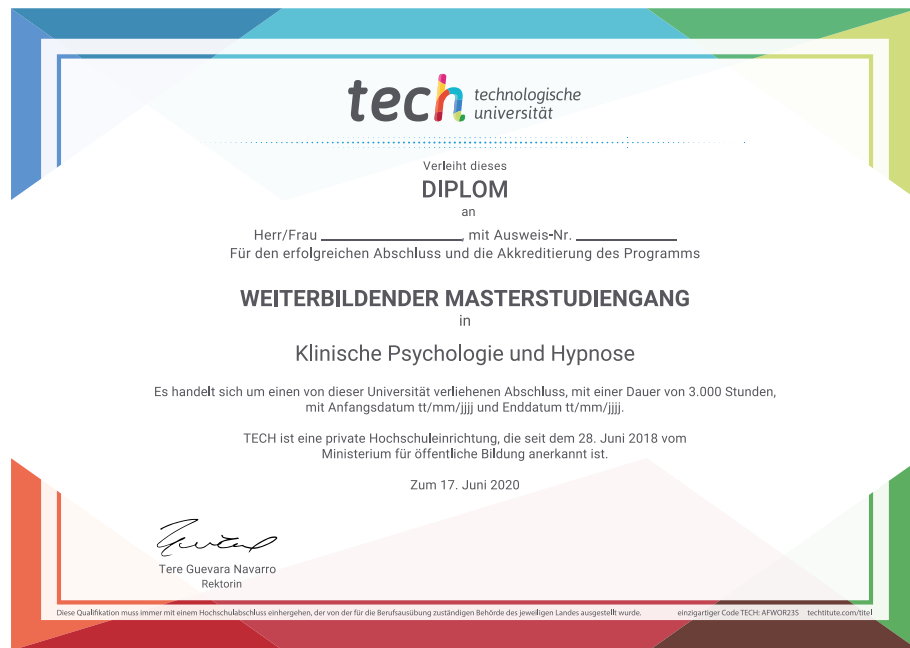 tech technologische
universität
Verleiht dieses
DIPLOM
an
Herr/Frau ____________________, mit Ausweis-Nr. ______________
Für den erfolgreichen Abschluss und die Akkreditierung des Programms
WEITERBILDENDER MASTERSTUDIENGANG
in
Klinische Psychologie und Hypnose
Es handelt sich um einen von dieser Universität verliehenen Abschluss, mit einer Dauer von 3.000 Stunden,
mit Anfangsdatum tt/mm/jjjj und Enddatum tt/mm/jjjj.
TECH ist eine private Hochschuleinrichtung, die seit dem 28. Juni 2018 vom
Ministerium für öffentliche Bildung anerkannt ist.
Zum 17. Juni 2020
Tere Guevara Navarro
Rektorin
Diese Qualifikation muss immer mit einem Hochschulabschluss einhergehen, der von der für die Berufsausübung zuständigen Behörde des jeweiligen Landes ausgestellt wurde. einzigartiger Code TECH: AFWOR23S techtitute.com/titel